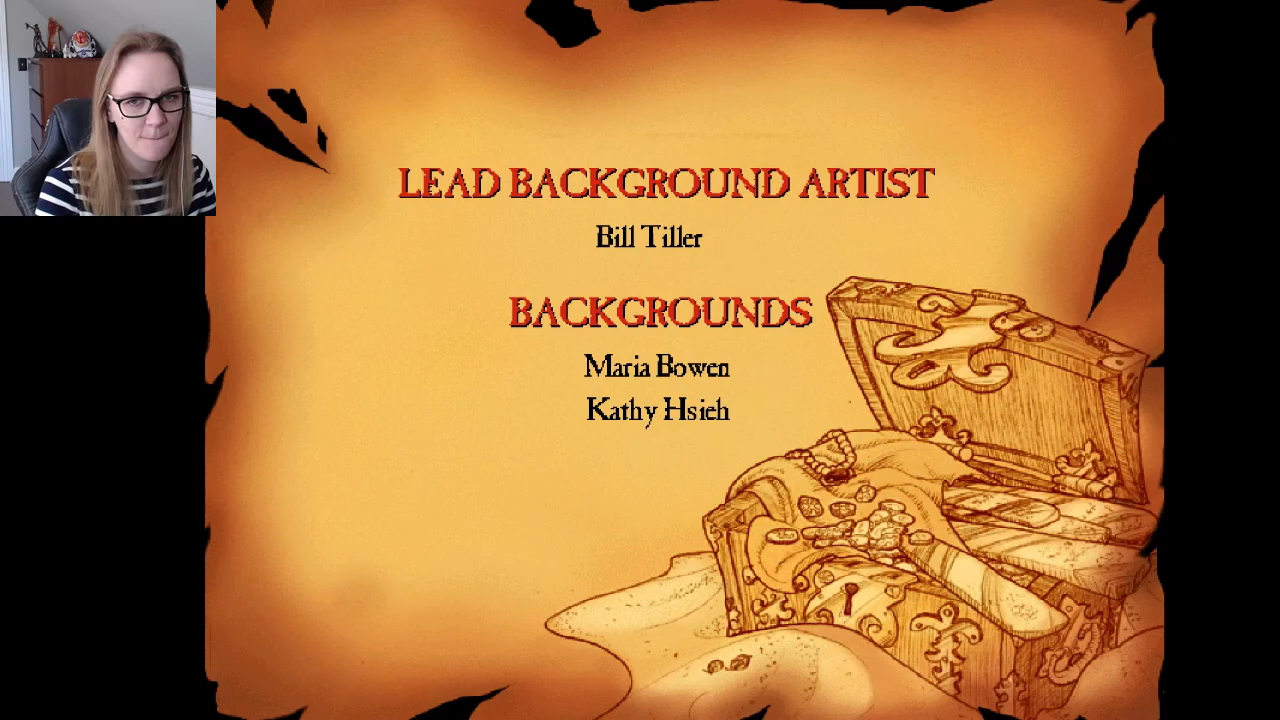 LEAD BACKGROUND ARTIST
Bill Tiller
BACKGROUNDS
Maria Bowen
Kathy Hsieh